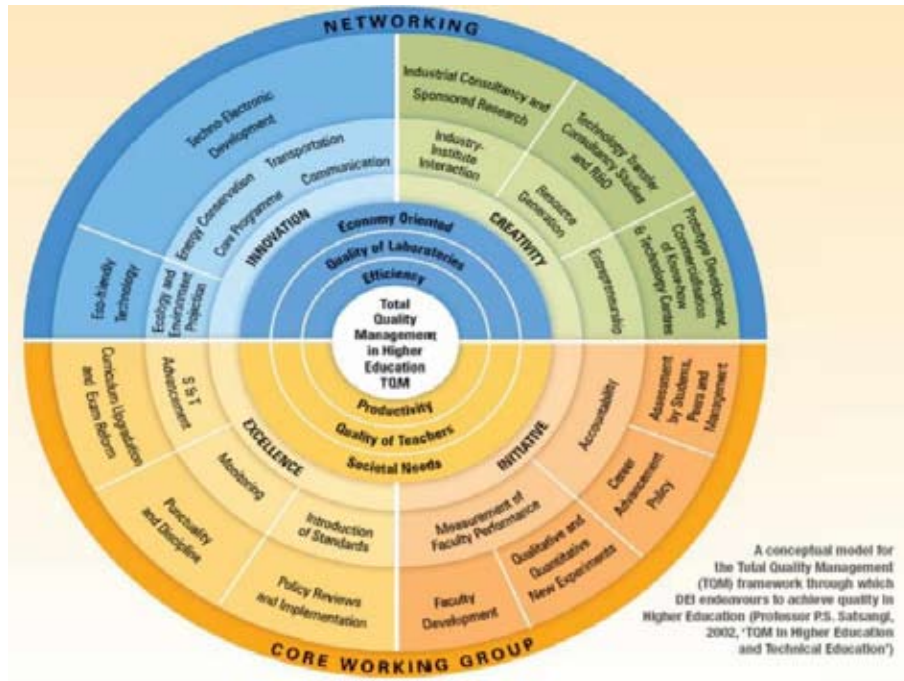 NETWORKING
Techno-Electronic
Development
Industrial Consultancy and
Sponsored Research
Technology Transfer
Consultancy Studies
and R&D
Energy Conservation Transportation
Core Programme Communication
Industry-
Institute
Interaction
Resource
Generation
INNOVATION
CREATIVITY
Economy Oriented
Quality of Laboratories
Efficiency
Eco-friendly
Technology
Ecology and
Environment
Projection
Entrepreneurship
Prototype Development,
Commercialisation
of Know-how
& Technology Centres
Total
Quality
Management
in Higher
Education
TQM
Curriculum Upgradation
and Exam Reform
S & T
Advancement
Accountability
Assessment
by Students,
Peers and
Management
Productivity
Quality of Teachers
Societal Needs
EXCELLENCE
INITIATIVE
Monitoring
Career
Advancement
Policy
Punctuality
and Discipline
Introduction
of Standards
Measurement of
Faculty Performance
Qualitative and
Quantitative
New Experiments
Policy Reviews
and Implementation
Faculty
Development
CORE WORKING GROUP
A conceptual model for
the Total Quality Management
(TQM) framework through which
DEI endeavours to achieve quality in
Higher Education (Professor P.S. Satsangi,
2002, 'TQM in Higher Education
and Technical Education')